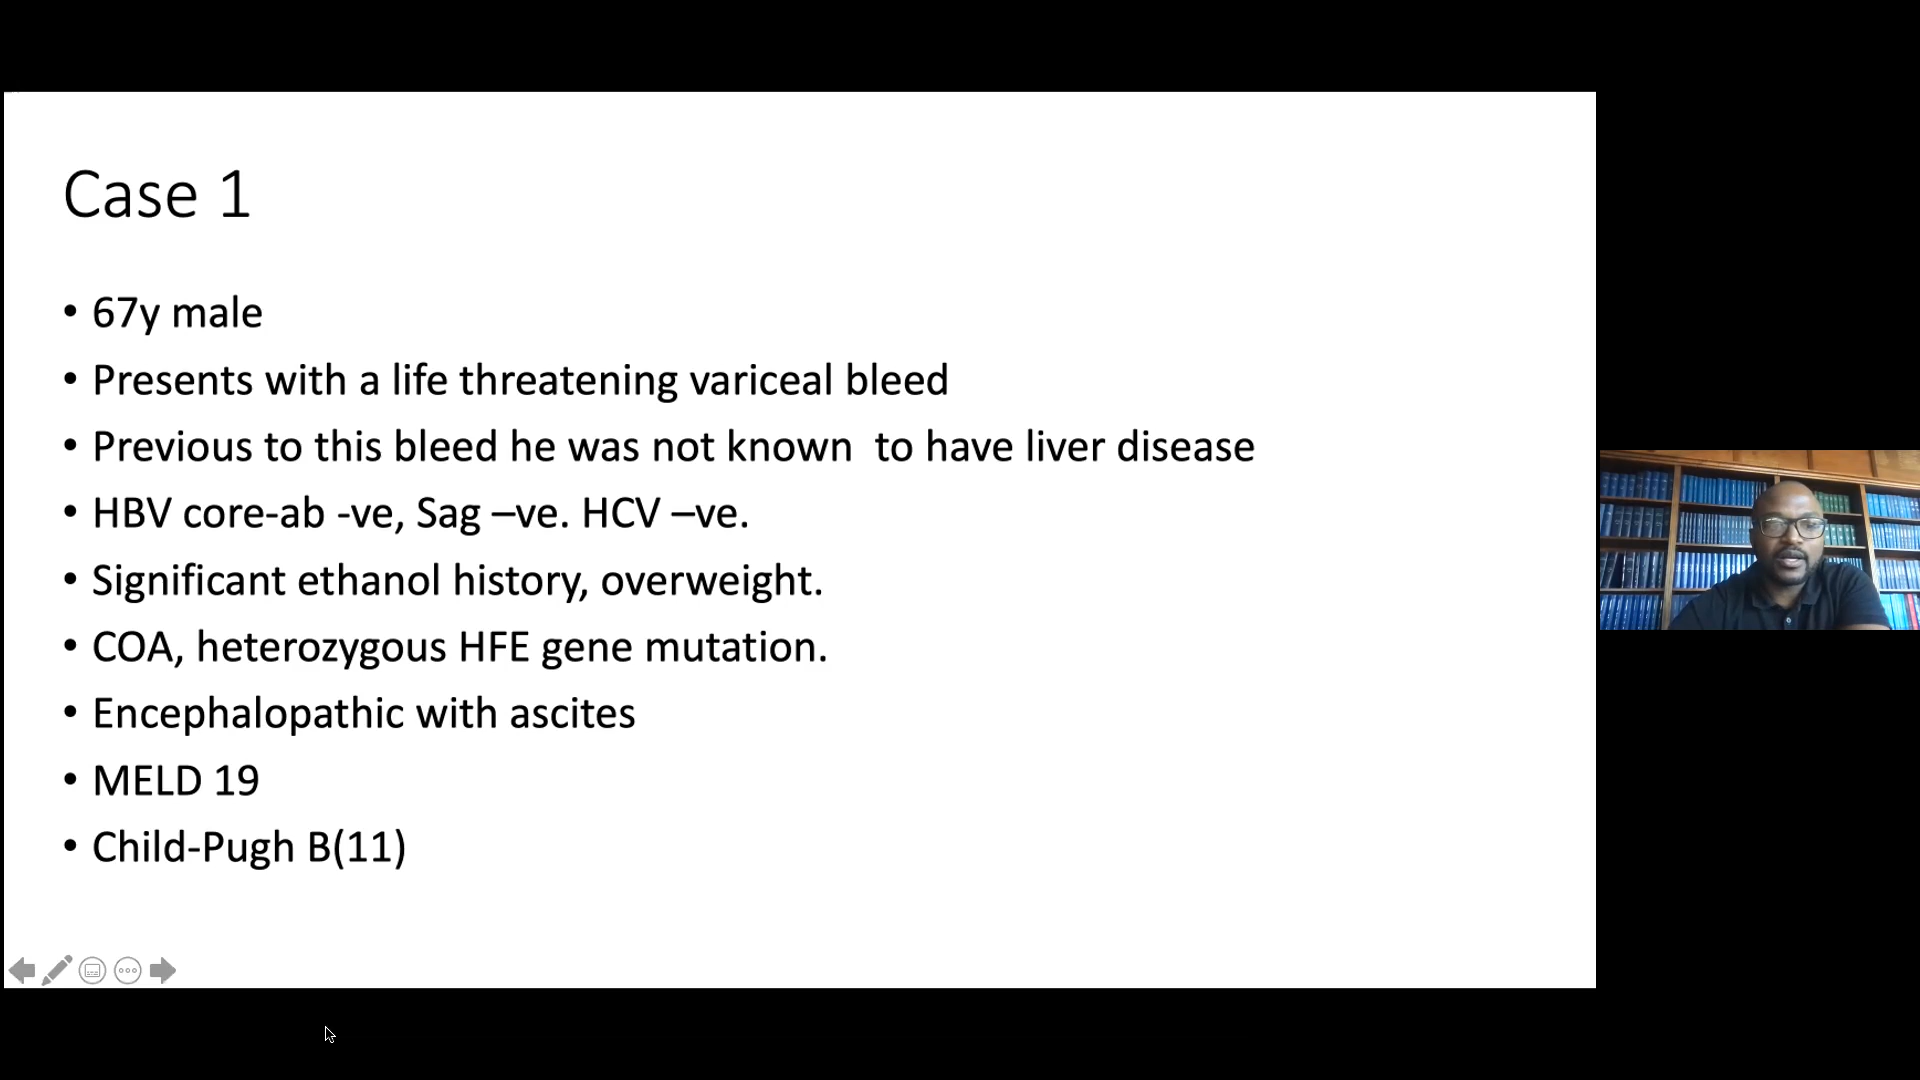 Case 1
• 67y male
• Presents with a life threatening variceal bleed
• Previous to this bleed he was not known  to have liver disease
• HBV core-ab -ve, Sag –ve. HCV –ve.
• Significant ethanol history, overweight.
• COA, heterozygous HFE gene mutation.
• Encephalopathic with ascites
• MELD 19
• Child-Pugh B(11)